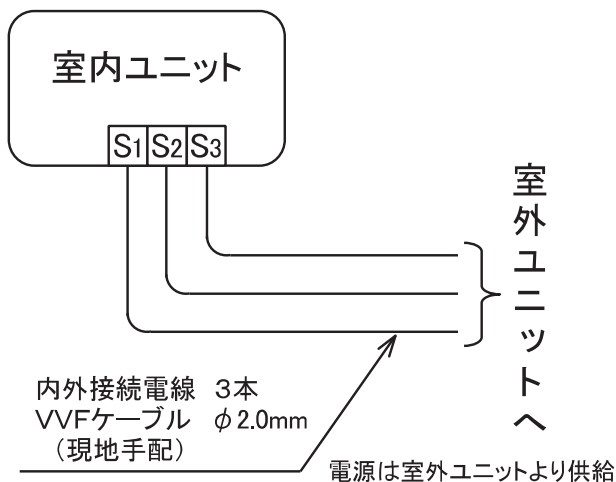 室内ユニット
S1 S2 S3
室外ユニットへ
内外接続電線 3本
VVFケーブル φ2.0mm
(現地手配)
電源は室外ユニットより供給